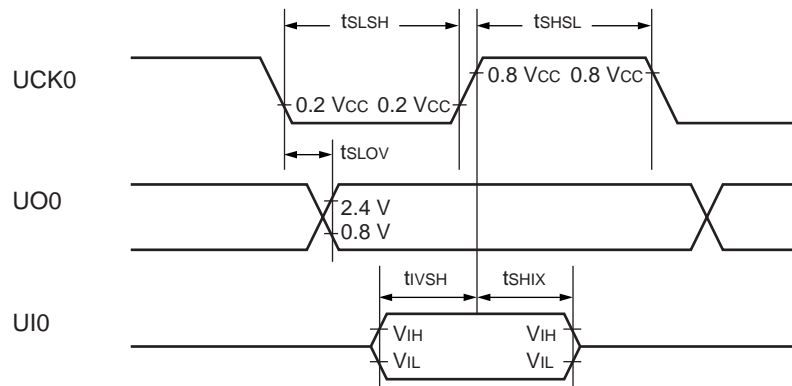 tSLSH tSHSL
UCK0
0.8 VCC 0.8 VCC
0.2 VCC 0.2 VCC
tSLOV
UO0
2.4 V
0.8 V
tIVSH tSHIX
UI0
VIH VIH
VIL VIL